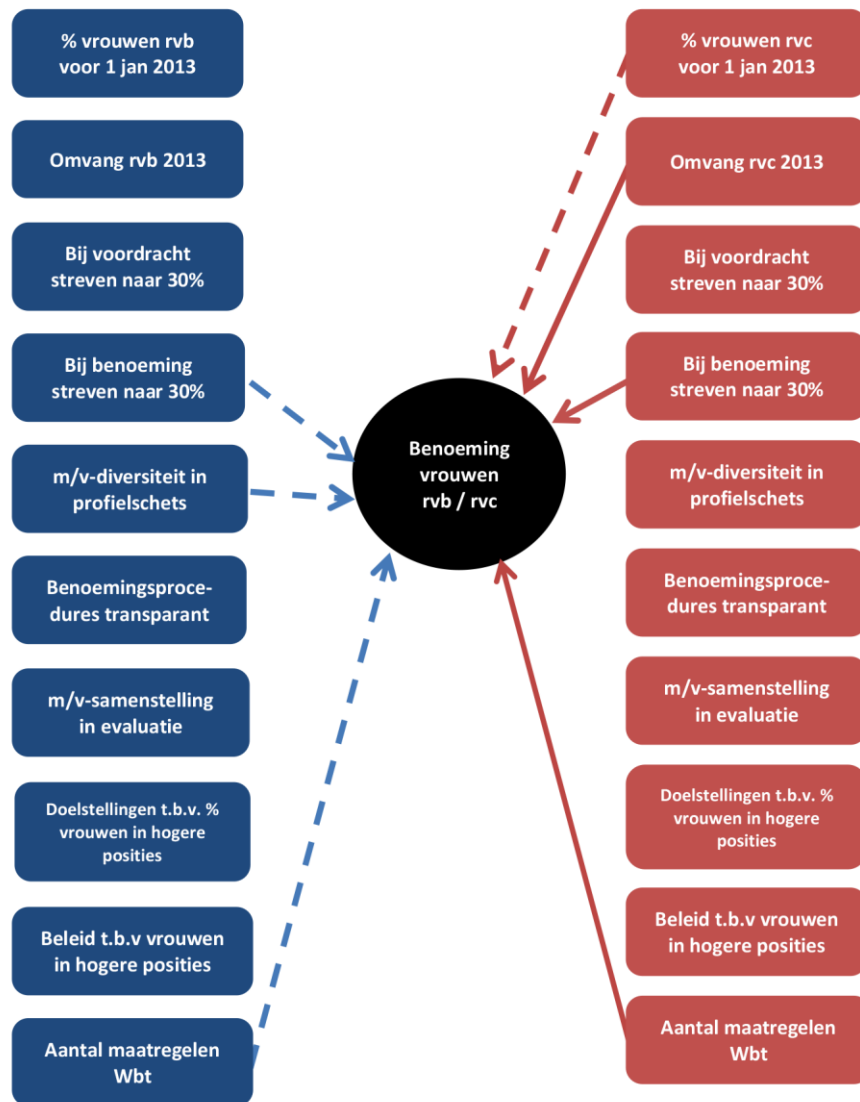 % vrouwen rvb
voor 1 jan 2013
Omvang rvb 2013
Bij voordracht
streven naar 30%
Bij benoeming
streven naar 30%
m/v-diversiteit in
profielschets
Benoemingsproce-
dures transparant
m/v-samenstelling
in evaluatie
Doelstellingen t.b.v. %
vrouwen in hogere
posities
Beleid t.b.v vrouwen
in hogere posities
Aantal maatregelen
Wbt
Benoeming
vrouwen
rvb / rvc
% vrouwen rvc
voor 1 jan 2013
Omvang rvc 2013
Bij voordracht
streven naar 30%
Bij benoeming
streven naar 30%
m/v-diversiteit in
profielschets
Benoemingsproce-
dures transparant
m/v-samenstelling
in evaluatie
Doelstellingen t.b.v. %
vrouwen in hogere
posities
Beleid t.b.v vrouwen
in hogere posities
Aantal maatregelen
Wbt